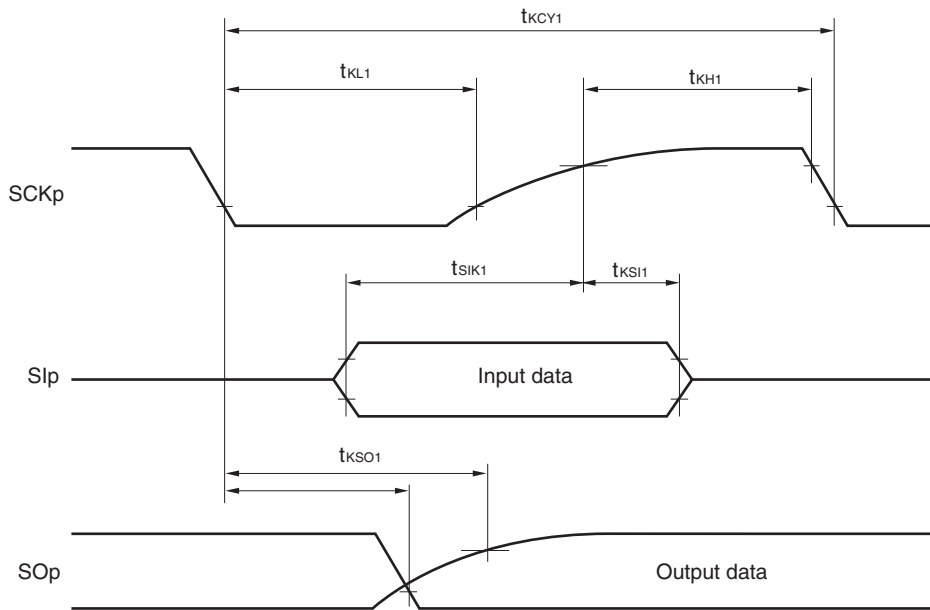 tKCY1
tKL1
tKH1
SCKp
tSIK1
tKSI1
SIp
Input data
tKSO1
SOp
Output data